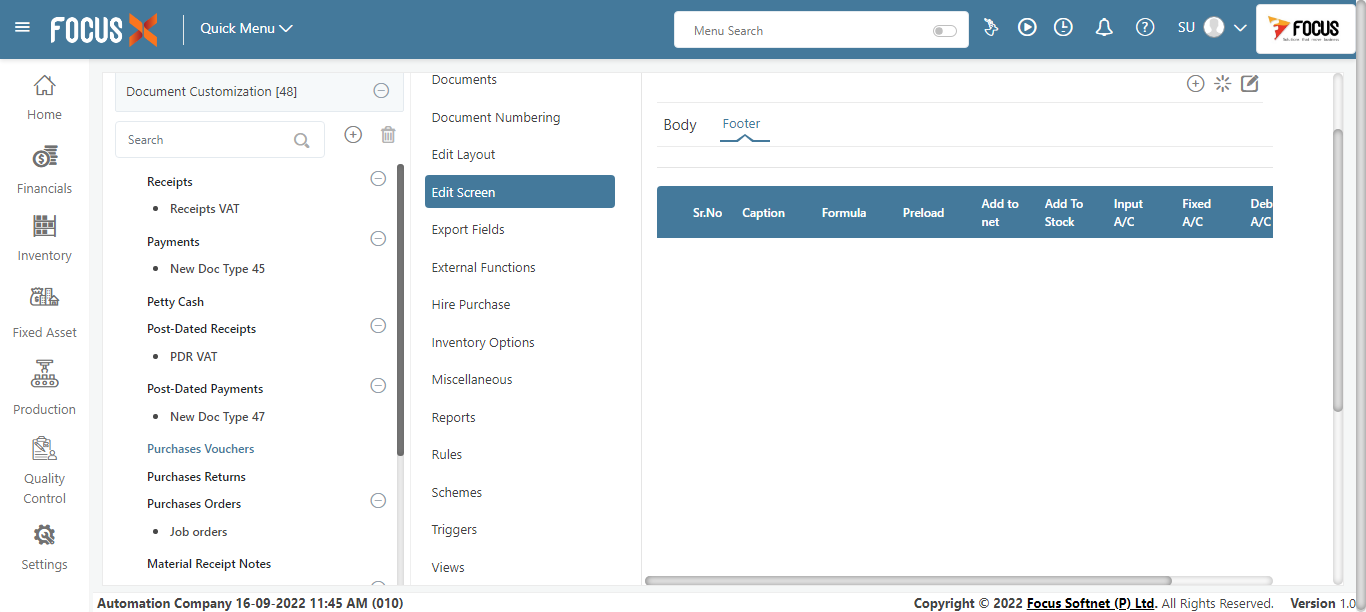 FOCUS X
Quick Menu
Menu Search
SU
FOCUS
Home
Financials
Inventory
Fixed Asset
Production
Quality
Control
Settings
Document Customization [48]
Search
Receipts
Receipts VAT
Payments
New Doc Type 45
Petty Cash
Post-Dated Receipts
PDR VAT
Post-Dated Payments
New Doc Type 47
Purchases Vouchers
Purchases Returns
Purchases Orders
Job orders
Material Receipt Notes
Documents
Document Numbering
Edit Layout
Edit Screen
Export Fields
External Functions
Hire Purchase
Inventory Options
Miscellaneous
Reports
Rules
Schemes
Triggers
Views
Body Footer
Sr.No Caption Formula Preload Add to net Add To Stock Input A/C Fixed A/C Deb A/C
Automation Company 16-09-2022 11:45 AM (010)
Copyright © 2022 Focus Softnet (P) Ltd. All Rights Reserved. Version 1.0